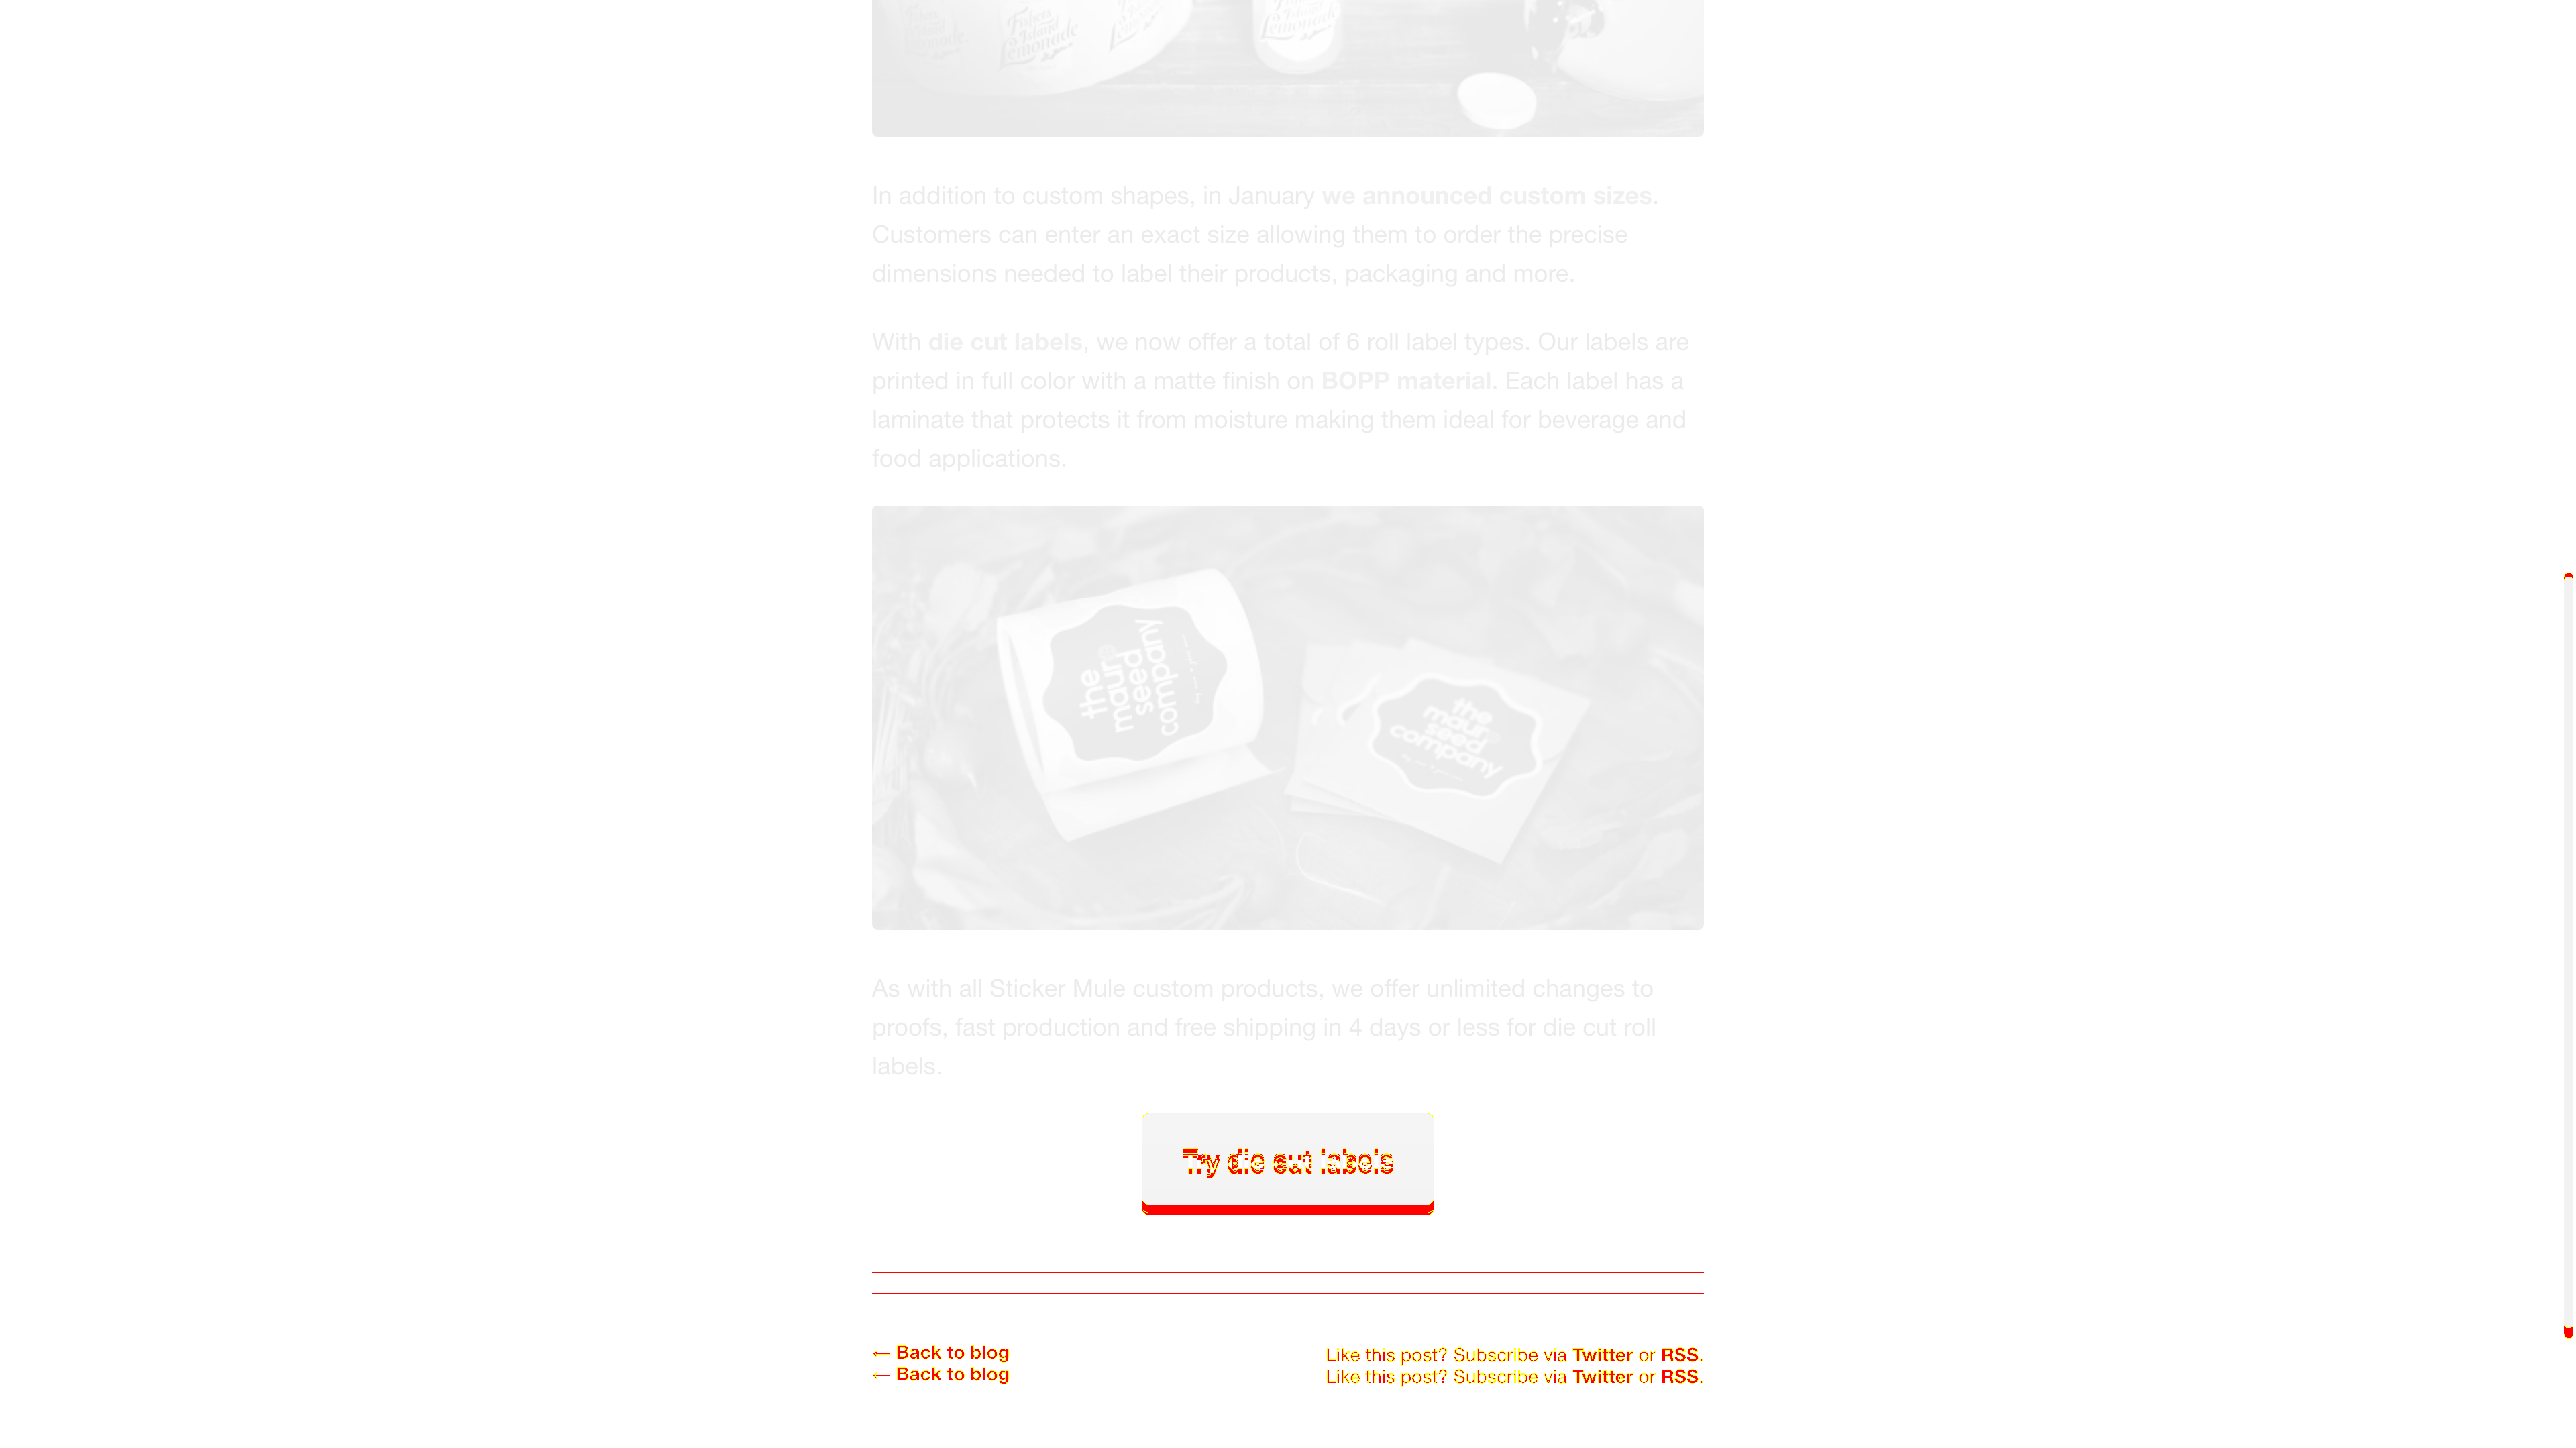 Fishers
Island
Lemonade
Fishers
Island
Lemonade
In addition to custom shapes, in January we announced custom sizes.
Customers can enter an exact size allowing them to order the precise
dimensions needed to label their products, packaging and more.
With die cut labels, we now offer a total of 6 roll label types. Our labels are
printed in full color with a matte finish on BOPP material. Each label has a
laminate that protects it from moisture making them ideal for beverage and
food applications.
the
maur
seed
company
the
maur
seed
company
As with all Sticker Mule custom products, we offer unlimited changes to
proofs, fast production and free shipping in 4 days or less for die cut roll
labels.
Try die cut labels
← Back to blog
← Back to blog
Like this post? Subscribe via Twitter or RSS.
Like this post? Subscribe via Twitter or RSS.